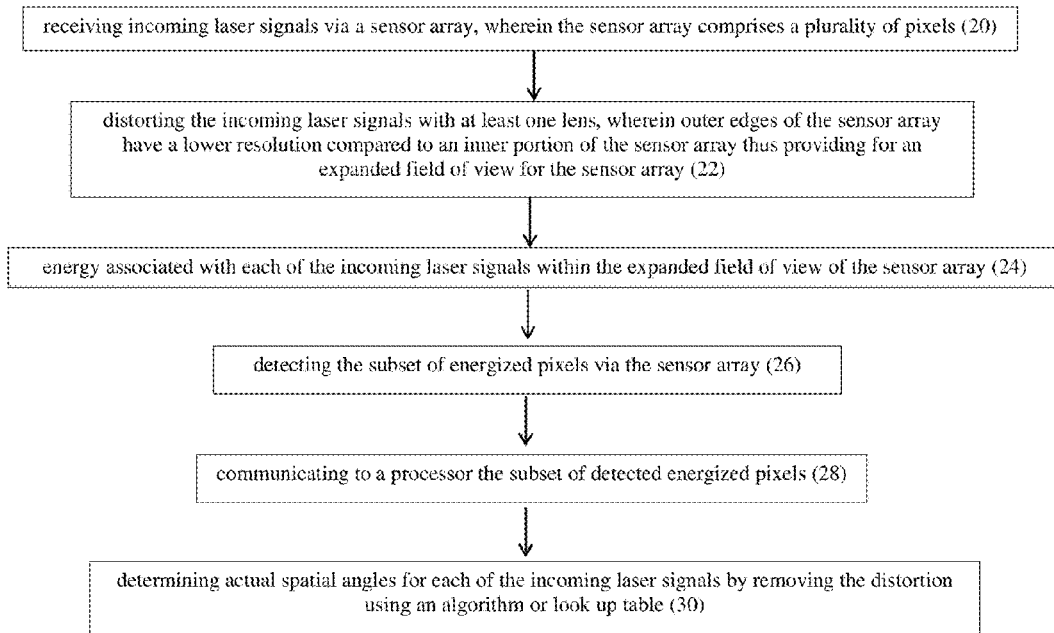 receiving incoming laser signals via a sensor array, wherein the sensor array comprises a plurality of pixels (20)
distorting the incoming laser signals with at least one lens, wherein outer edges of the sensor array
have a lower resolution compared to an inner portion of the sensor array thus providing for an
expanded field of view for the sensor array (22)
energy associated with each of the incoming laser signals within the expanded field of view of the sensor array (24)
detecting the subset of energized pixels via the sensor array (26)
communicating to a processor the subset of detected energized pixels (28)
determining actual spatial angles for each of the incoming laser signals by removing the distortion
using an algorithm or look up table (30)